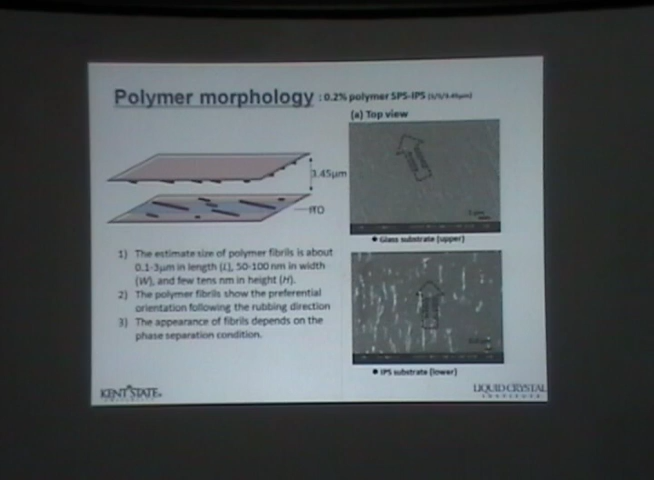 Polymer morphology : 0.2% polymer SPS-IPS
(a) Top view
3.45μm
ITO
Glass substrate (upper)
1) The estimate size of polymer fibrils is about
0.1-3μm in length (L), 50-100 nm in width
(W), and few tens nm in height (H).
2) The polymer fibrils show the preferential
orientation following the rubbing direction
3) The appearance of fibrils depends on the
phase separation condition.
IPS substrate (lower)
KENT STATE
LIQUID CRYSTAL
INSTITUTE